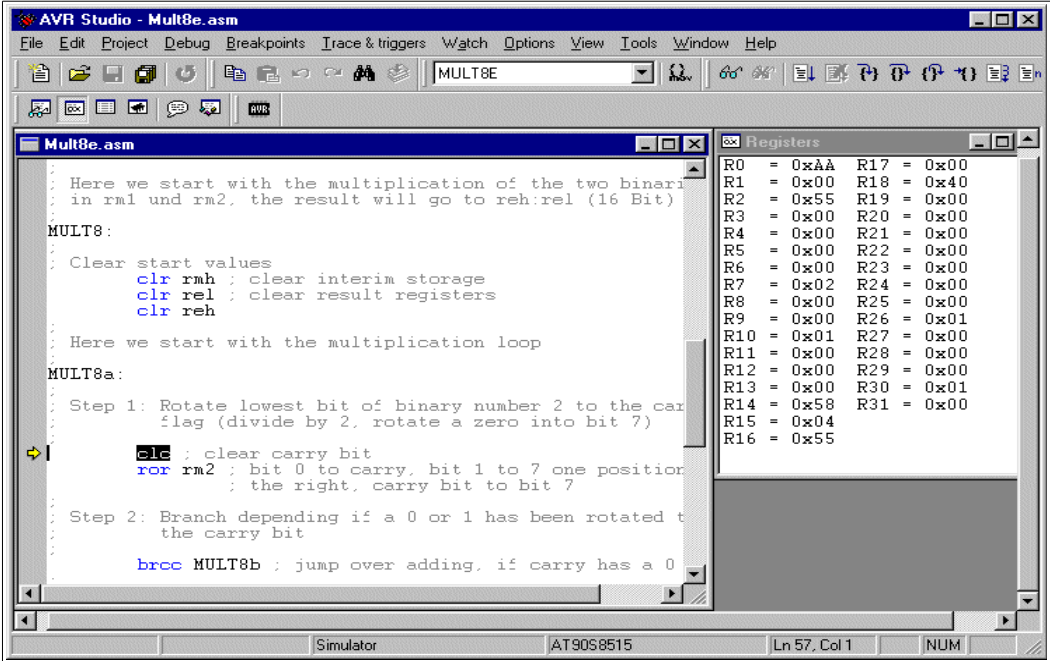 AVR Studio - Mult8e.asm
File Edit Project Debug Breakpoints Trace & triggers Watch Options View Tools Window Help
MULT8E
AVR
Mult8e.asm
;
; Here we start with the multiplication of the two binari
; in rm1 und rm2, the result will go to reh:rel (16 Bit)
;
MULT8:
;
; Clear start values
clr rmh ; clear interim storage
clr rel ; clear result registers
clr reh
;
; Here we start with the multiplication loop
;
MULT8a:
;
; Step 1: Rotate lowest bit of binary number 2 to the car
; flag (divide by 2, rotate a zero into bit 7)
;
clc ; clear carry bit
ror rm2 ; bit 0 to carry, bit 1 to 7 one position
; the right, carry bit to bit 7
;
; Step 2: Branch depending if a 0 or 1 has been rotated t
; the carry bit
;
brcc MULT8b ; jump over adding, if carry has a 0
Registers
R0 = 0xAA R17 = 0x00
R1 = 0x00 R18 = 0x40
R2 = 0x55 R19 = 0x00
R3 = 0x00 R20 = 0x00
R4 = 0x00 R21 = 0x00
R5 = 0x00 R22 = 0x00
R6 = 0x00 R23 = 0x00
R7 = 0x02 R24 = 0x00
R8 = 0x00 R25 = 0x00
R9 = 0x00 R26 = 0x01
R10 = 0x01 R27 = 0x00
R11 = 0x00 R28 = 0x00
R12 = 0x00 R29 = 0x00
R13 = 0x00 R30 = 0x01
R14 = 0x58 R31 = 0x00
R15 = 0x04
R16 = 0x55
Simulator AT90S8515 Ln 57, Col 1 NUM